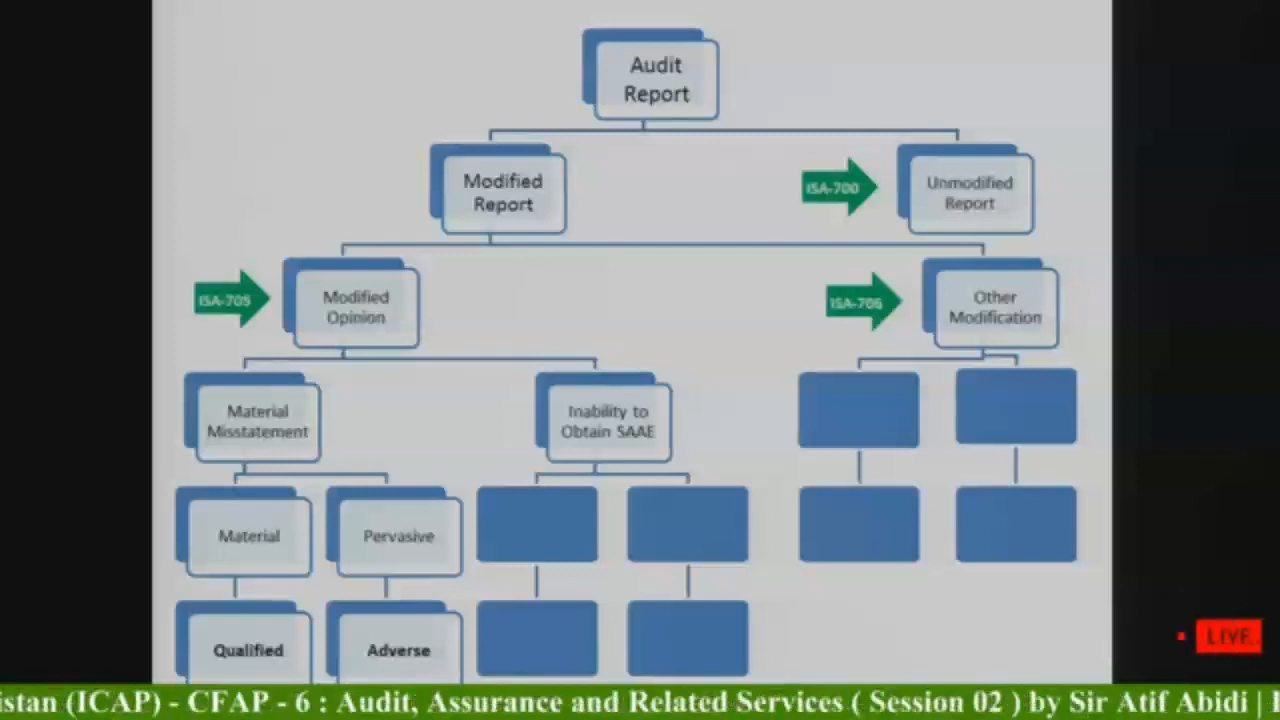 Audit
Report
Modified
Report
ISA-700
Unmodified
Report
ISA-705
Modified
Opinion
ISA-706
Other
Modification
Material
Misstatement
Inability to
Obtain SAAE
Material
Pervasive
Qualified
Adverse
LIVE.
istan (ICAP) - CFAP - 6 : Audit, Assurance and Related Services ( Session 02 ) by Sir Atif Abidi |